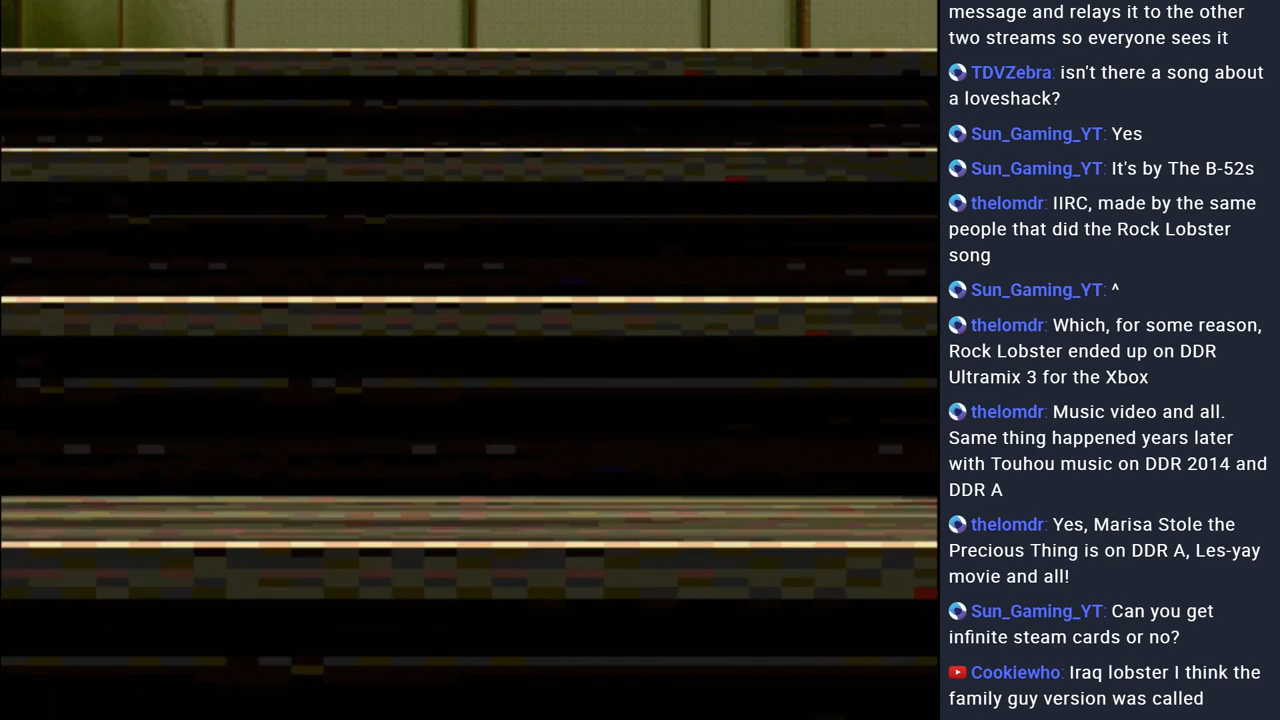 message and relays it to the other
two streams so everyone sees it
TDVZebra: isn't there a song about
a loveshack?
Sun_Gaming_YT: Yes
Sun_Gaming_YT: It's by The B-52s
thelomdr: IIRC, made by the same
people that did the Rock Lobster
song
Sun_Gaming_YT: ^
thelomdr: Which, for some reason,
Rock Lobster ended up on DDR
Ultramix 3 for the Xbox
thelomdr: Music video and all.
Same thing happened years later
with Touhou music on DDR 2014 and
DDR A
thelomdr: Yes, Marisa Stole the
Precious Thing is on DDR A, Les-yay
movie and all!
Sun_Gaming_YT: Can you get
infinite steam cards or no?
Cookiewho: Iraq lobster I think the
family guy version was called